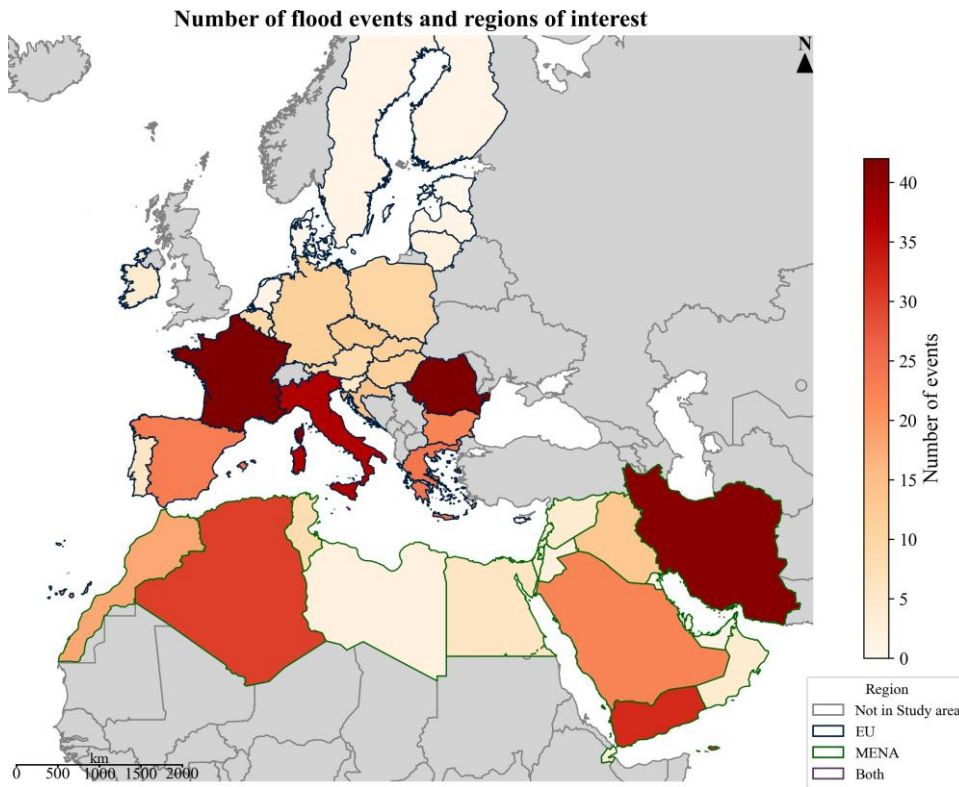 Number of flood events and regions of interest
N
40
35
30
25
20
15
10
5
0
Number of events
Region
Not in Study area
EU
MENA
Both
km
0 500 1000 1500 2000